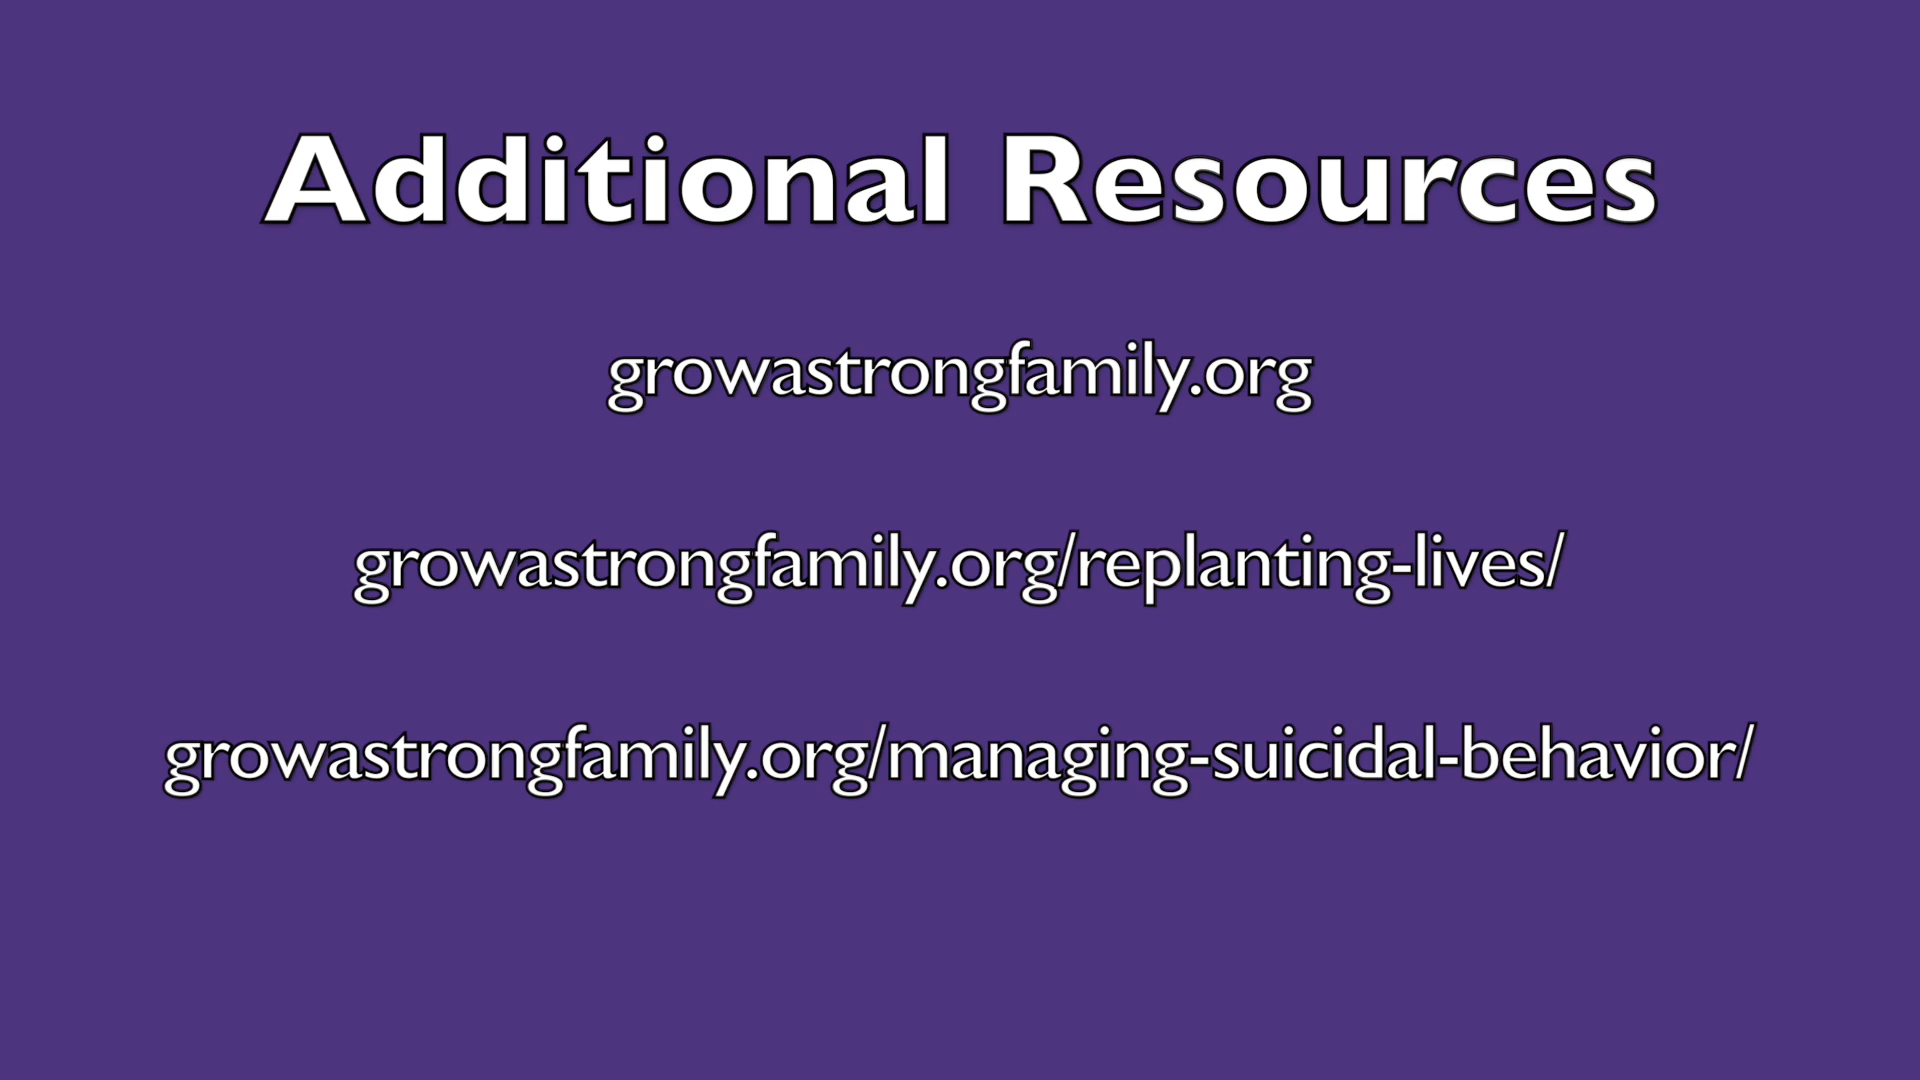 Additional Resources
growastrongfamily.org
growastrongfamily.org/replanting-lives/
growastrongfamily.org/managing-suicidal-behavior/